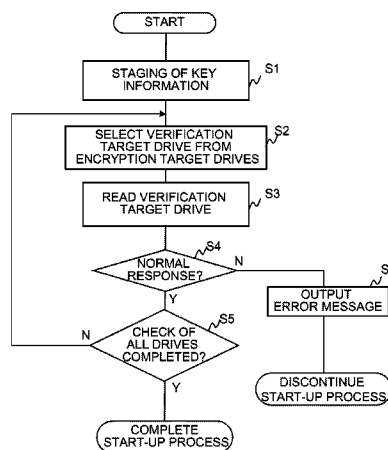 START
STAGING OF KEY
INFORMATION
S1
SELECT VERIFICATION
TARGET DRIVE FROM
ENCRYPTION TARGET DRIVES
S2
READ VERIFICATION
TARGET DRIVE
S3
NORMAL
RESPONSE?
S4
N
Y
S
OUTPUT
ERROR MESSAGE
CHECK OF
ALL DRIVES
COMPLETED?
S5
N
Y
DISCONTINUE
START-UP PROCESS
COMPLETE
START-UP PROCESS